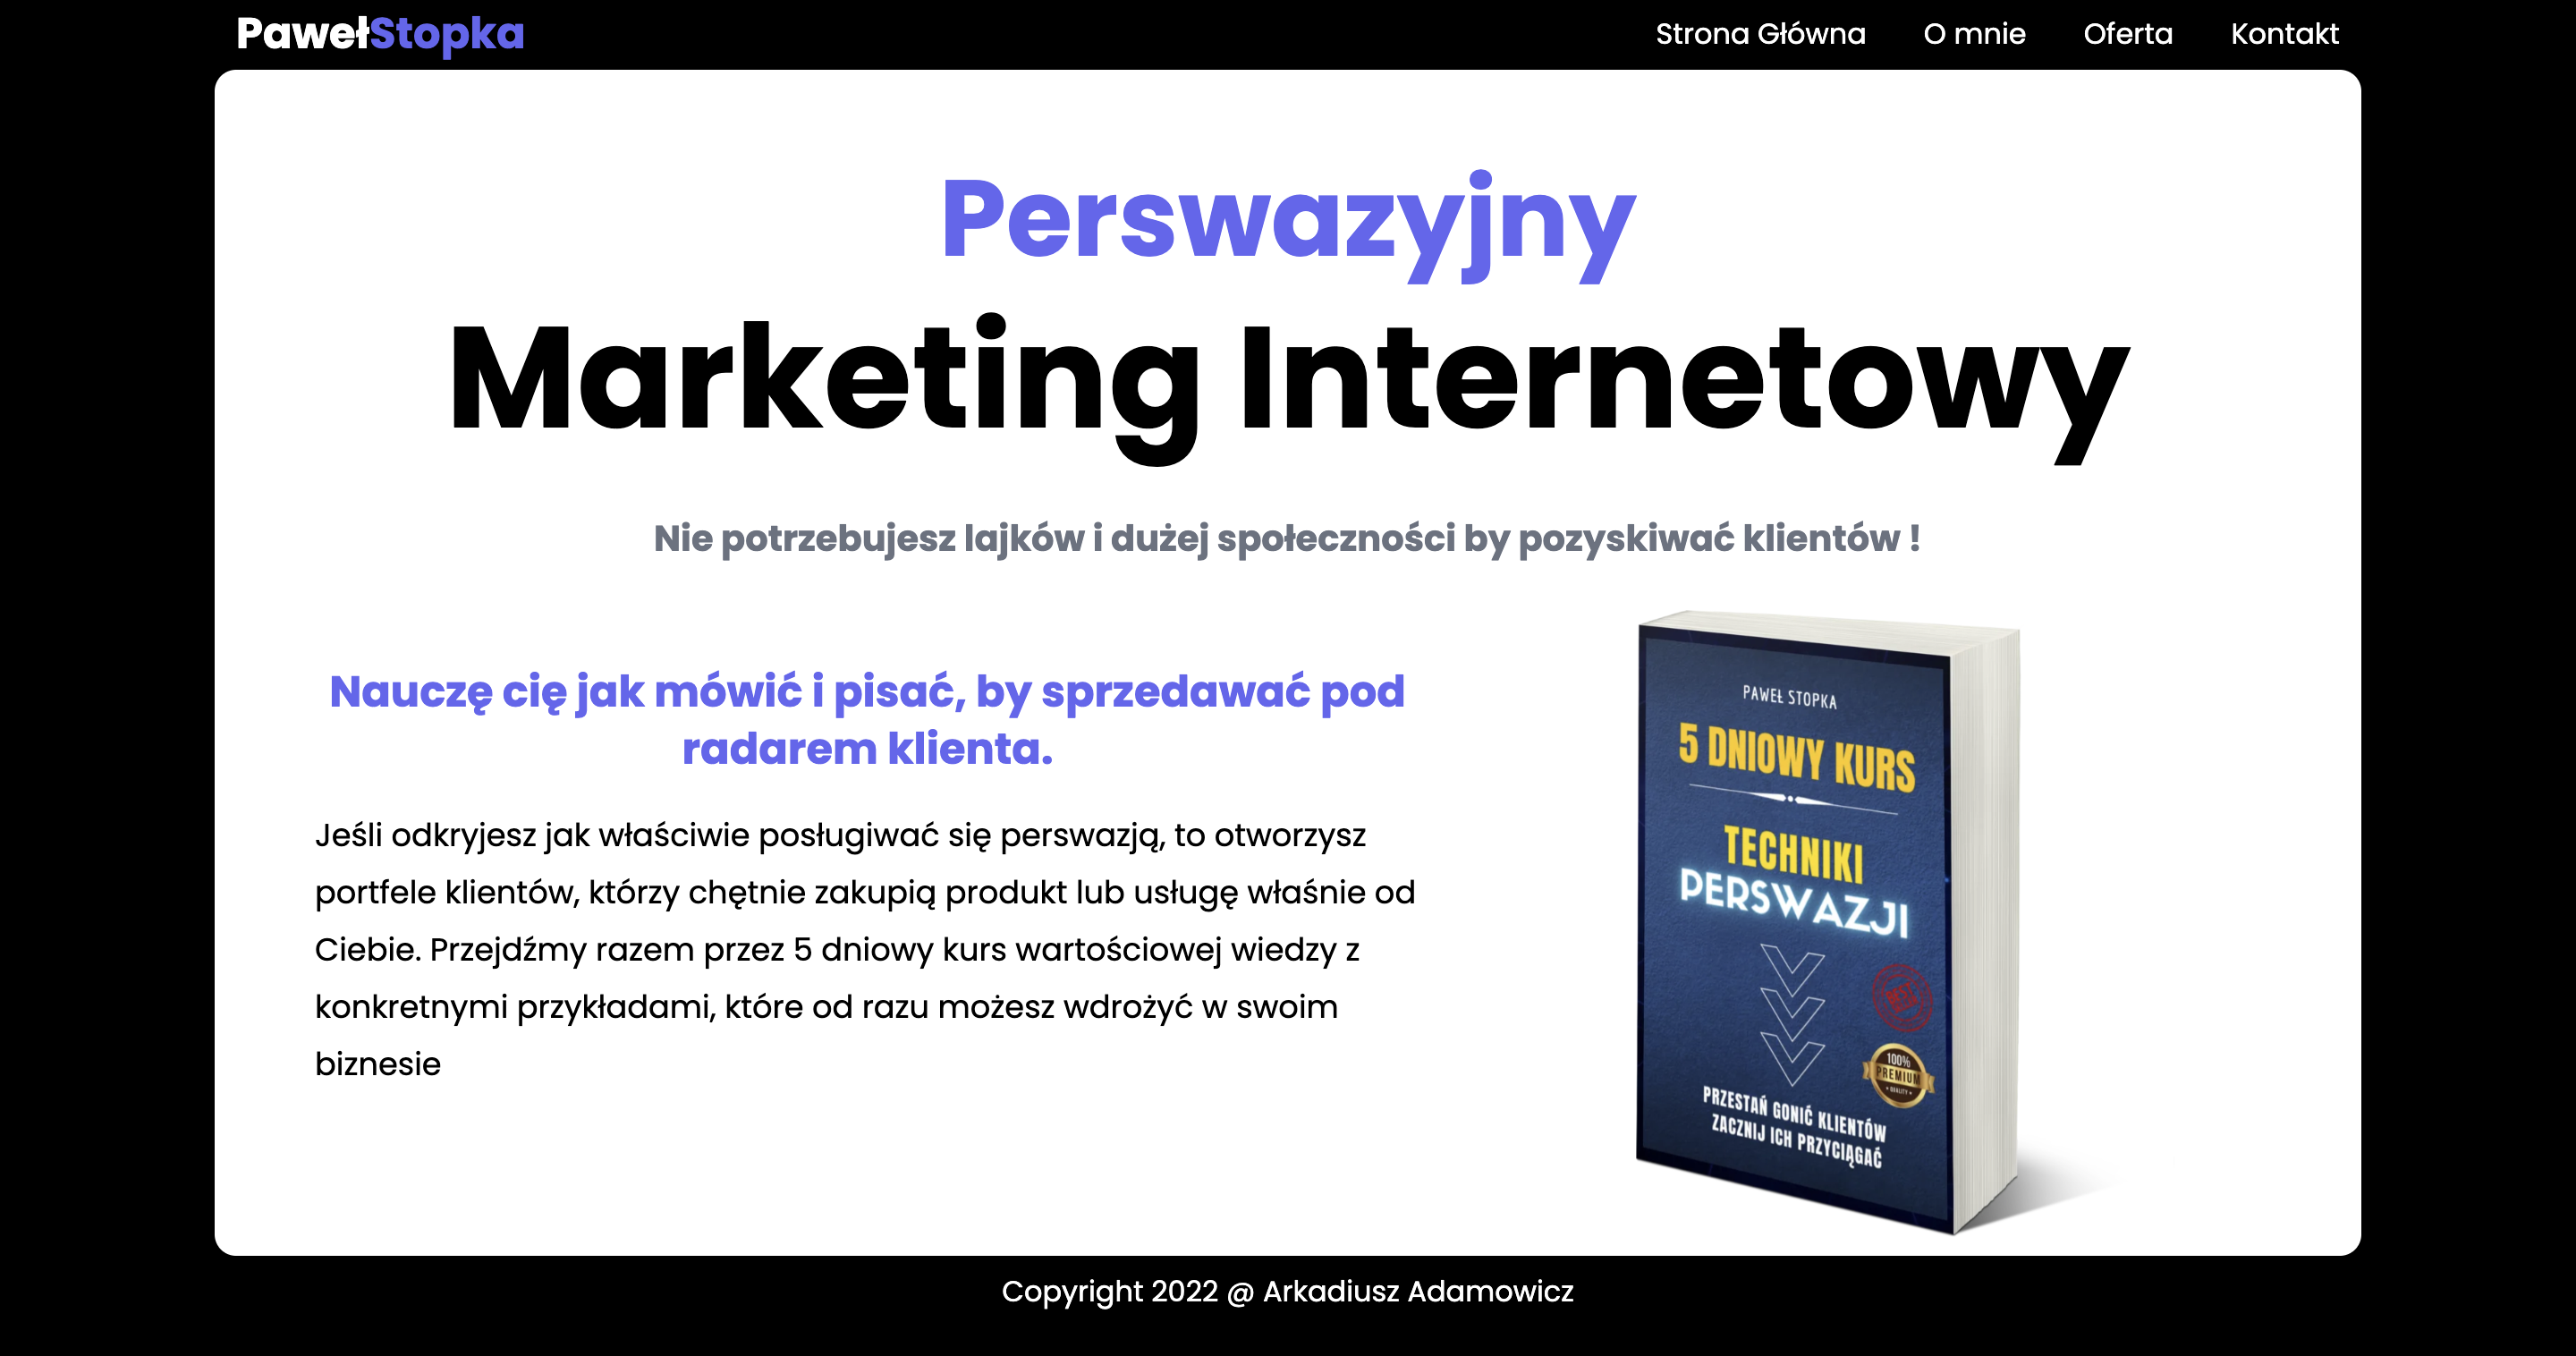 PawełStopka
Strona Główna O mnie Oferta Kontakt
Perswazyjny
Marketing Internetowy
Nie potrzebujesz lajków i dużej społeczności by pozyskiwać klientów !
Nauczę cię jak mówić i pisać, by sprzedawać pod
radarem klienta.
Jeśli odkryjesz jak właściwie posługiwać się perswazją, to otworzysz
portfele klientów, którzy chętnie zakupią produkt lub usługę właśnie od
Ciebie. Przejdźmy razem przez 5 dniowy kurs wartościowej wiedzy z
konkretnymi przykładami, które od razu możesz wdrożyć w swoim
biznesie
PAWEŁ STOPKA
5 DNIOWY KURS
TECHNIKI
PERSWAZJI
BEST
100%
PREMIUM
QUALITY
PRZESTAŃ GONIĆ KLIENTÓW
ZACZNIJ ICH PRZYCIĄGAĆ
Copyright 2022 @ Arkadiusz Adamowicz